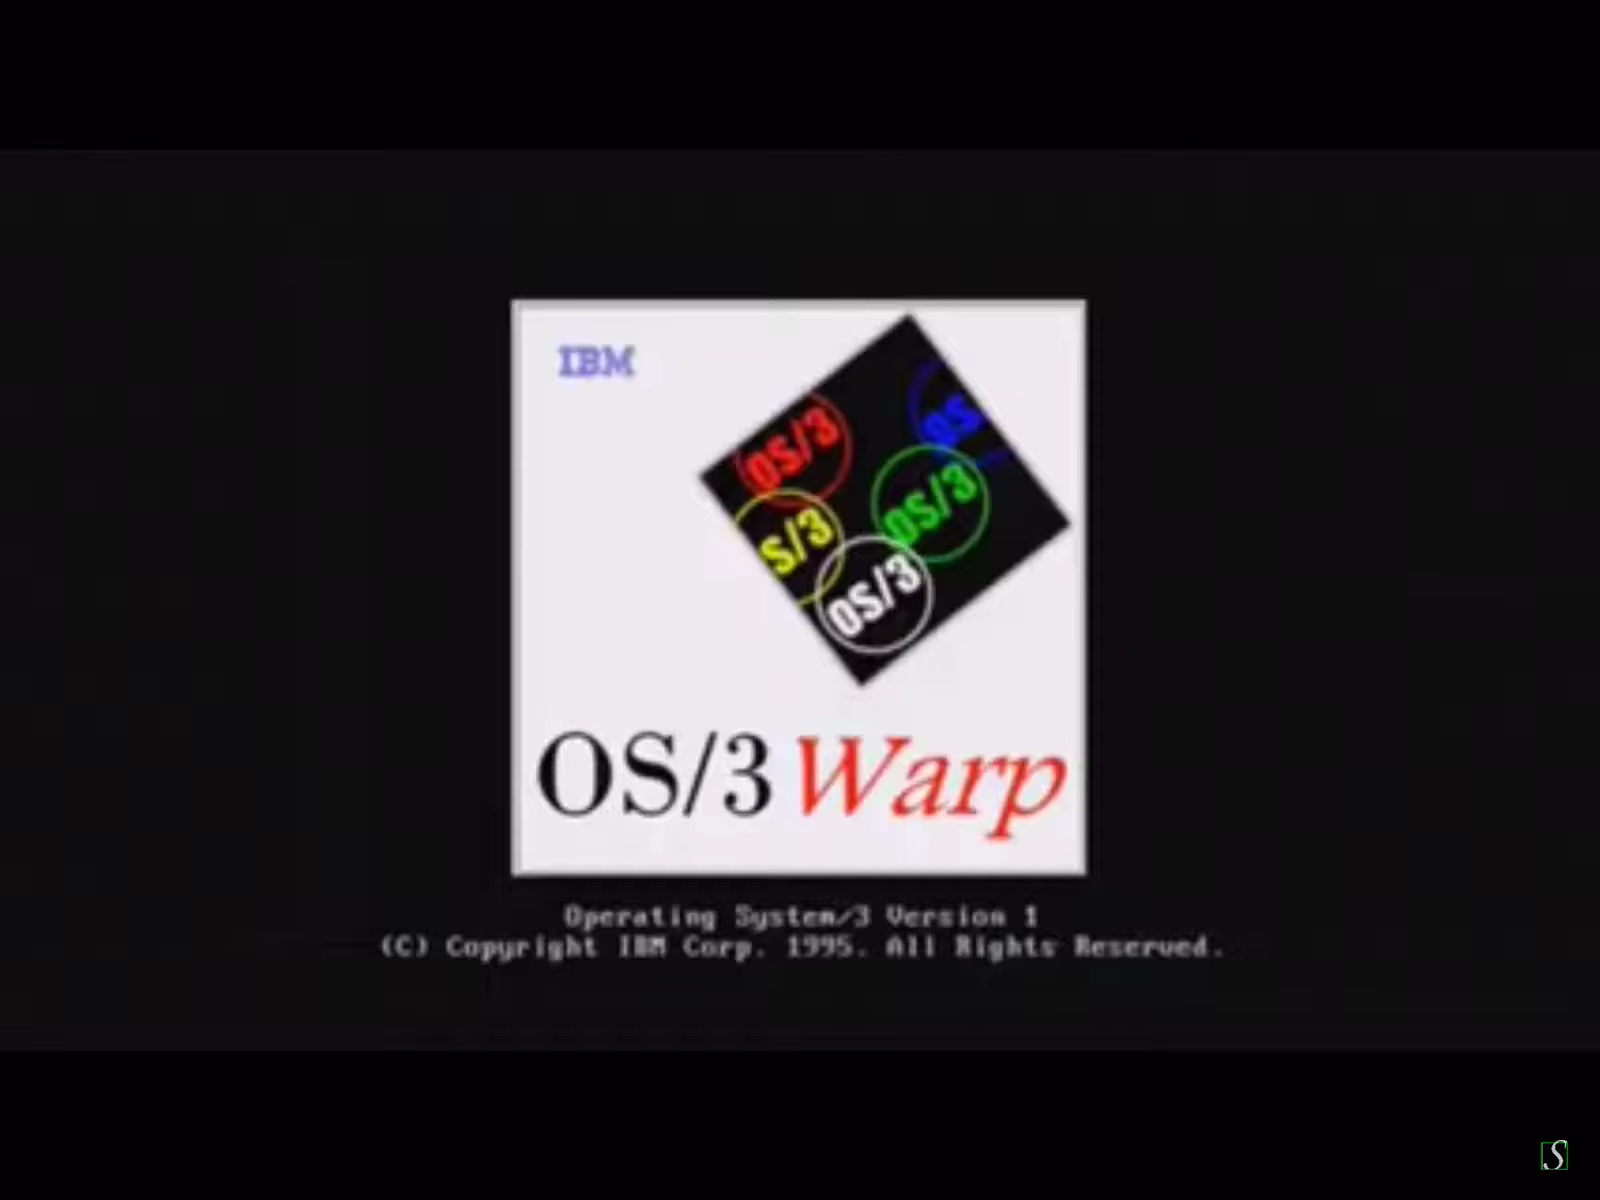 IBM
OS/3
OS
OS/3
S/3
OS/3
OS/3 Warp
Operating System/3 Version 1
(C) Copyright IBM Corp. 1995. All Rights Reserved.
S